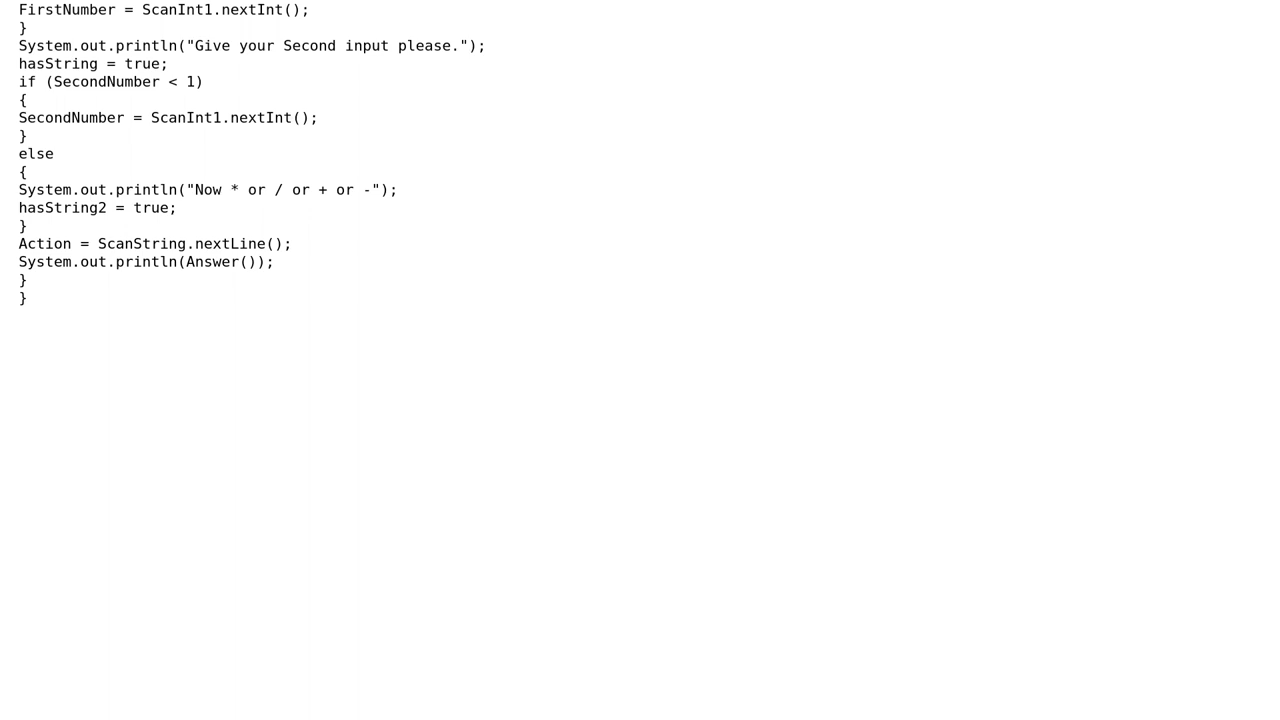 FirstNumber = ScanInt1.nextInt();
}
System.out.println("Give your Second input please.");
hasString = true;
if (SecondNumber < 1)
{
SecondNumber = ScanInt1.nextInt();
}
else
{
System.out.println("Now * or / or + or -");
hasString2 = true;
}
Action = ScanString.nextLine();
System.out.println(Answer());
}
}